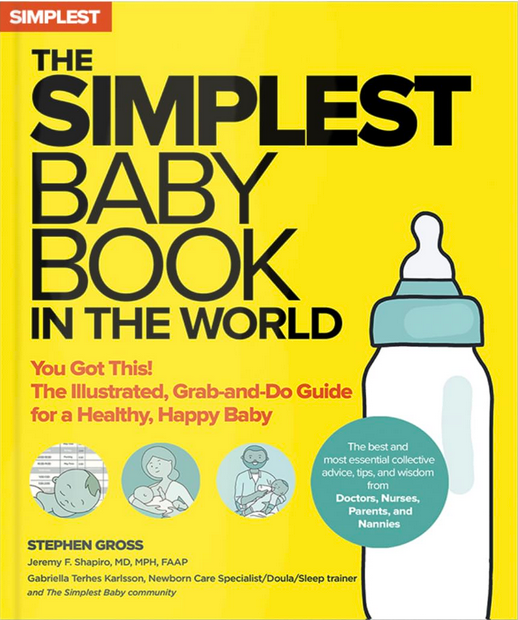 SIMPLEST
THE
SIMPLEST
BABY
BOOK
IN THE WORLD
You Got This!
The Illustrated, Grab-and-Do Guide
for a Healthy, Happy Baby
The best and
most essential collective
advice, tips, and wisdom
from
Doctors, Nurses,
Parents, and
Nannies
STEPHEN GROSS
Jeremy F. Shapiro, MD, MPH, FAAP
Gabriella Terhes Karlsson, Newborn Care Specialist/Doula/Sleep trainer
and The Simplest Baby community